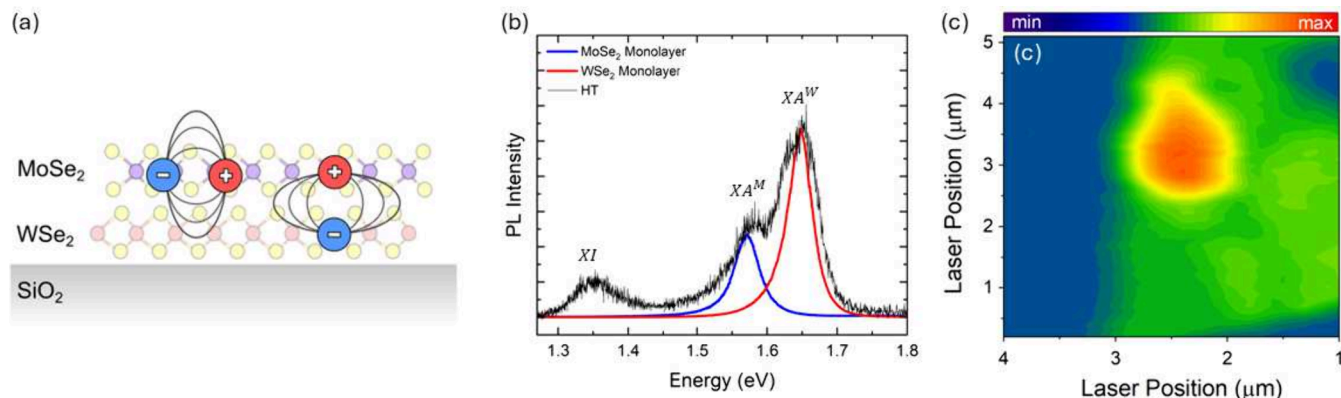 (a)
MoSe₂
WSe₂
SiO₂
− + +
−
(b)
PL Intensity
MoSe₂ Monolayer
WSe₂ Monolayer
HT
XI
XAᴹ
XAᵂ
1.3 1.4 1.5 1.6 1.7 1.8
Energy (eV)
(c)
min max
(c)
Laser Position (μm)
5
4
3
2
1
4 3 2 1
Laser Position (μm)